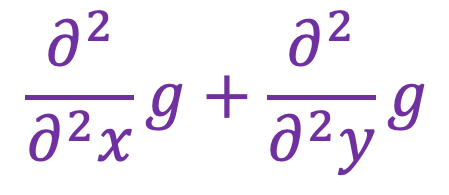 ∂²/∂²x g + ∂²/∂²y g